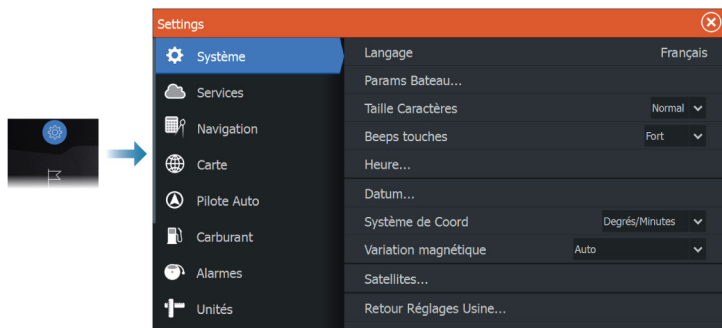 Settings
Système
Services
Navigation
Carte
Pilote Auto
Carburant
Alarmes
Unités
Langage Français
Params Bateau...
Taille Caractères Normal
Beeps touches Fort
Heure...
Datum...
Système de Coord Degrés/Minutes
Variation magnétique Auto
Satellites...
Retour Réglages Usine...